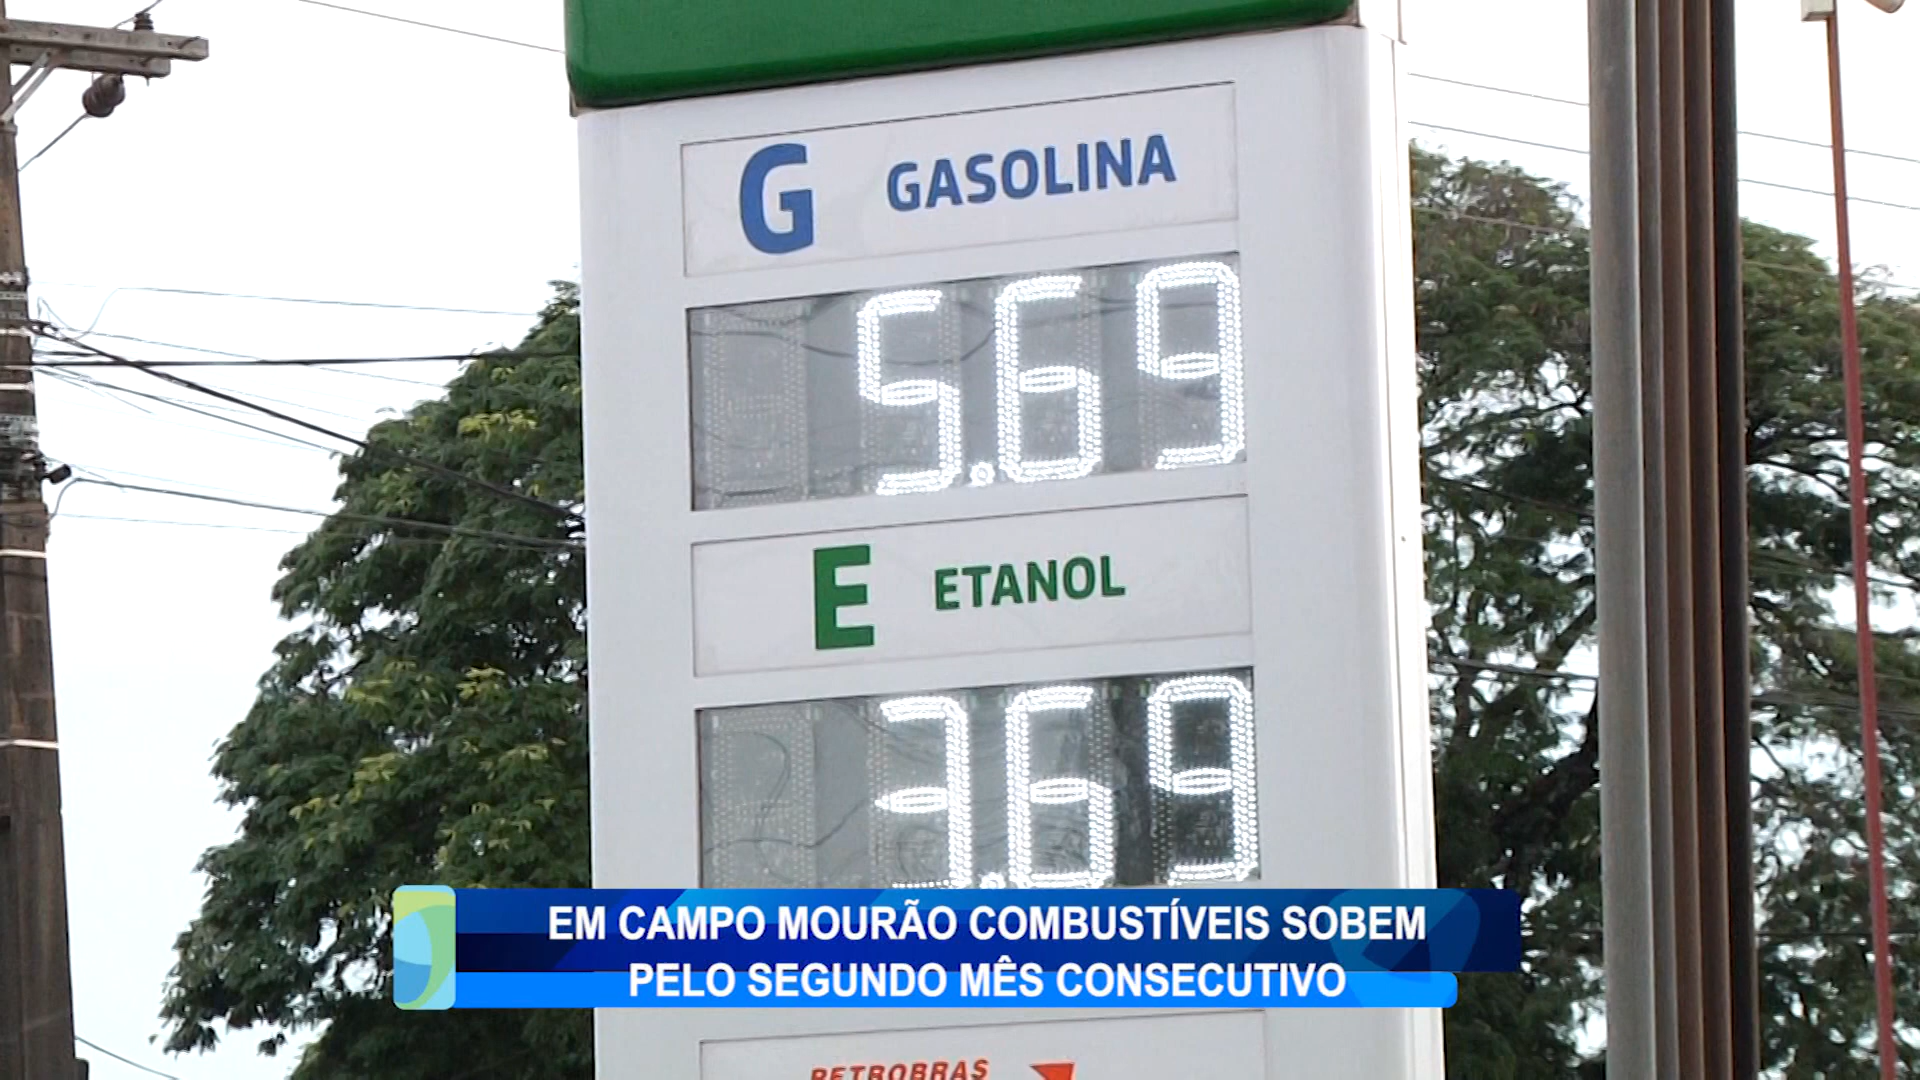 G GASOLINA
5.69
E ETANOL
3.69
EM CAMPO MOURÃO COMBUSTÍVEIS SOBEM
PELO SEGUNDO MÊS CONSECUTIVO
PETROBRAS